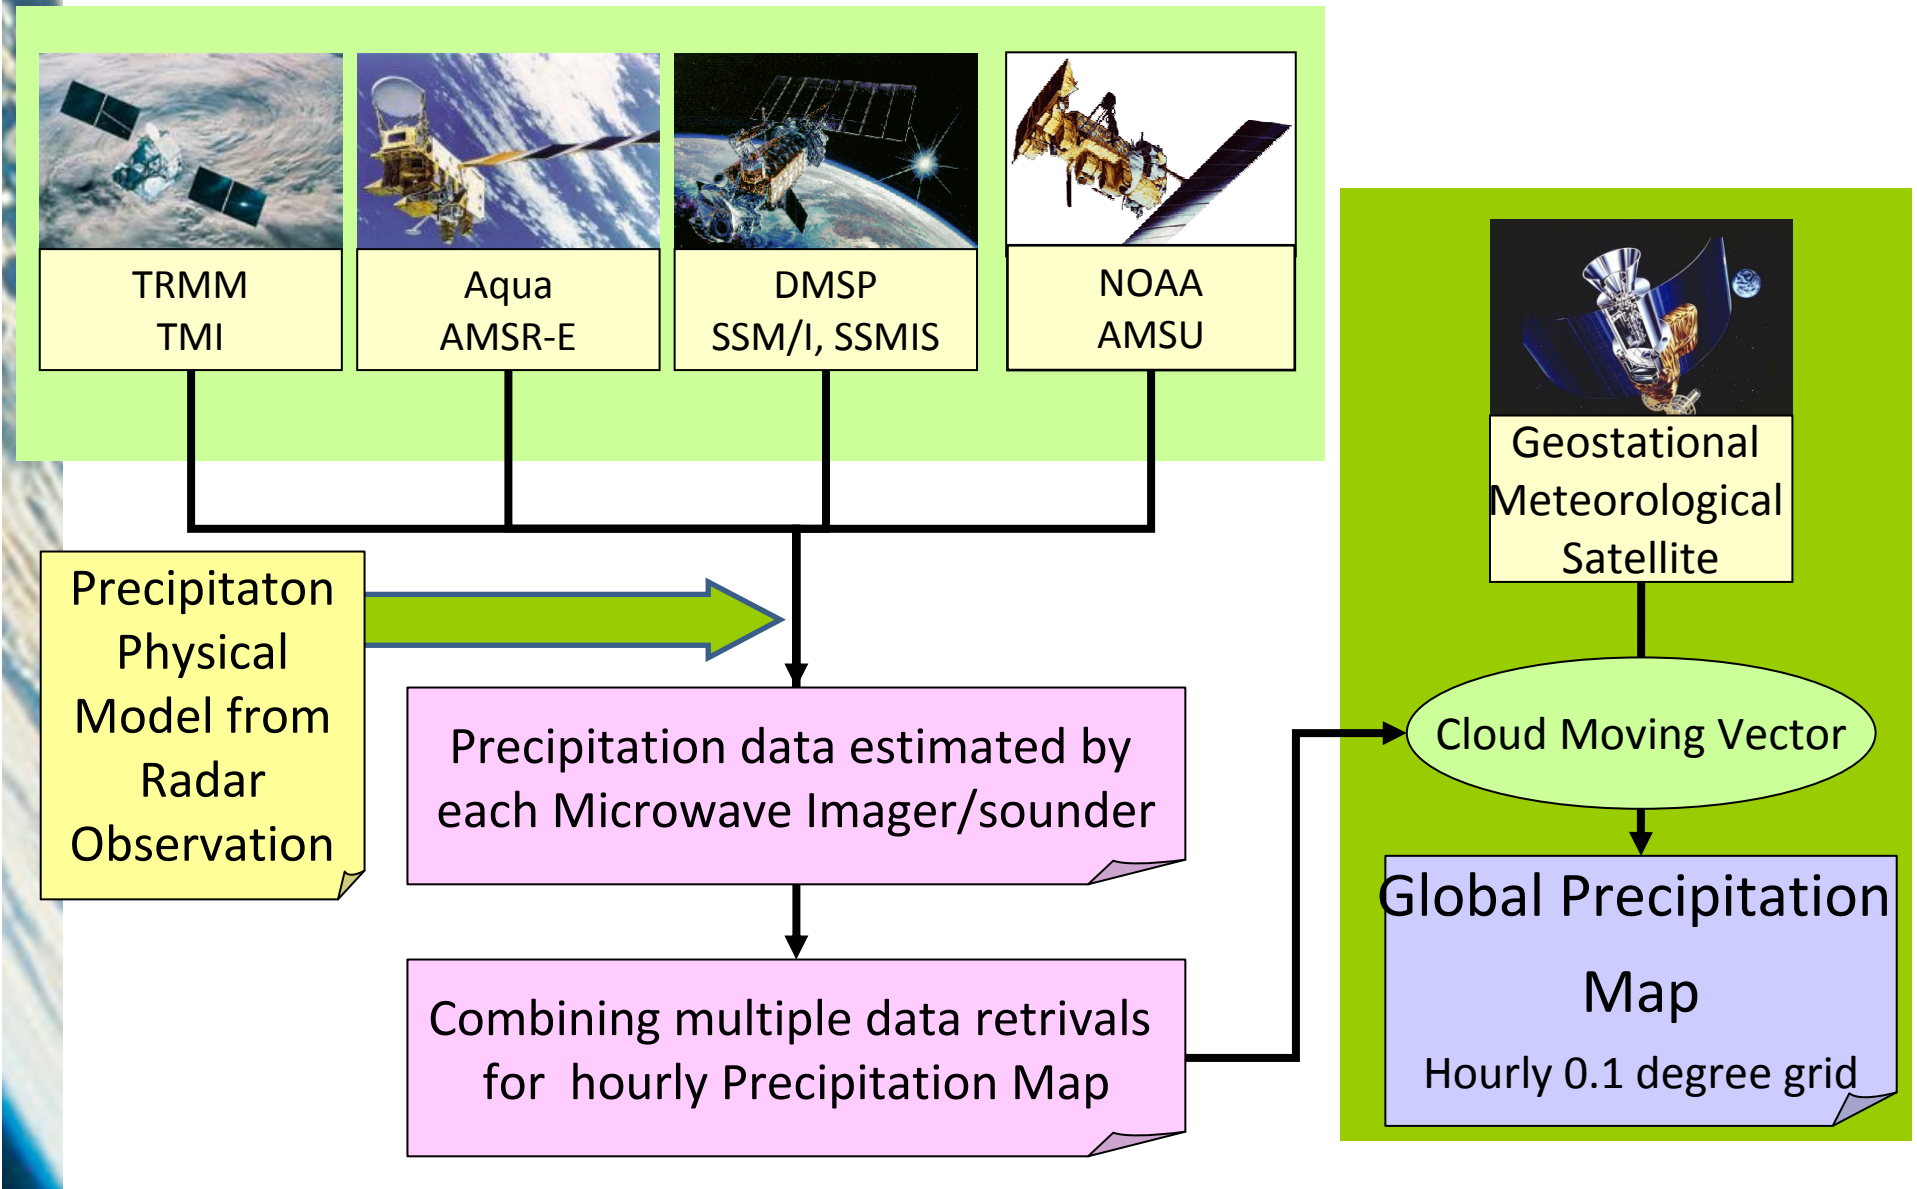 TRMM
TMI
Aqua
AMSR-E
DMSP
SSM/I, SSMIS
NOAA
AMSU
Geostational
Meteorological
Satellite
Precipitaton
Physical
Model from
Radar
Observation
Precipitation data estimated by
each Microwave Imager/sounder
Cloud Moving Vector
Combining multiple data retrivals
for hourly Precipitation Map
Global Precipitation
Map
Hourly 0.1 degree grid